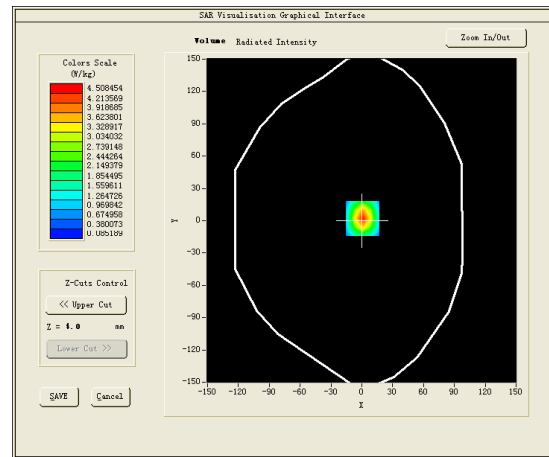 SAR Visualisation Graphical Interface
Volume Radiated Intensity
Zoom In/Out
Colors Scale
(W/kg)
4.508454
4.213569
3.918685
3.623801
3.328917
3.034032
2.739148
2.444264
2.149379
1.854495
1.559611
1.264726
0.969842
0.674958
0.380073
0.085189
Z-Cuts Control
<< Upper Cut
Z = 4.0 mm
Lower Cut >>
SAVE
Cancel
Y
150
120
90
60
30
0
-30
-60
-90
-120
-150
-150 -120 -90 -60 -30 0 30 60 90 120 150
X